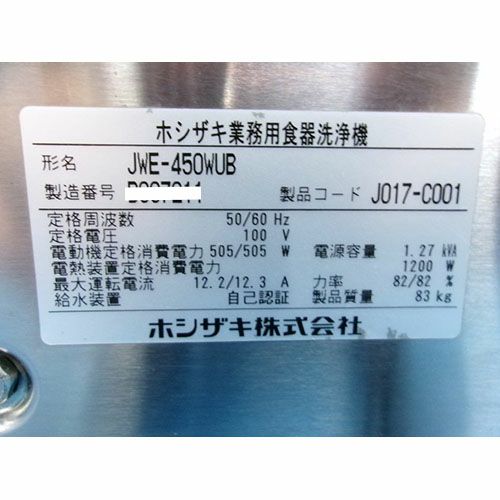 ホシザキ業務用食器洗浄機
形名 JWE-450WUB
製造番号 製品コード J017-C001
定格周波数 50/60 Hz
定格電圧 100 V
電動機定格消費電力 505/505 W 電源容量 1.27 kVA
電熱装置定格消費電力 1200 W
最大運転電流 12.2/12.3 A 力率 82/82 %
給水装置 自己認証 製品質量 83 kg
ホシザキ株式会社